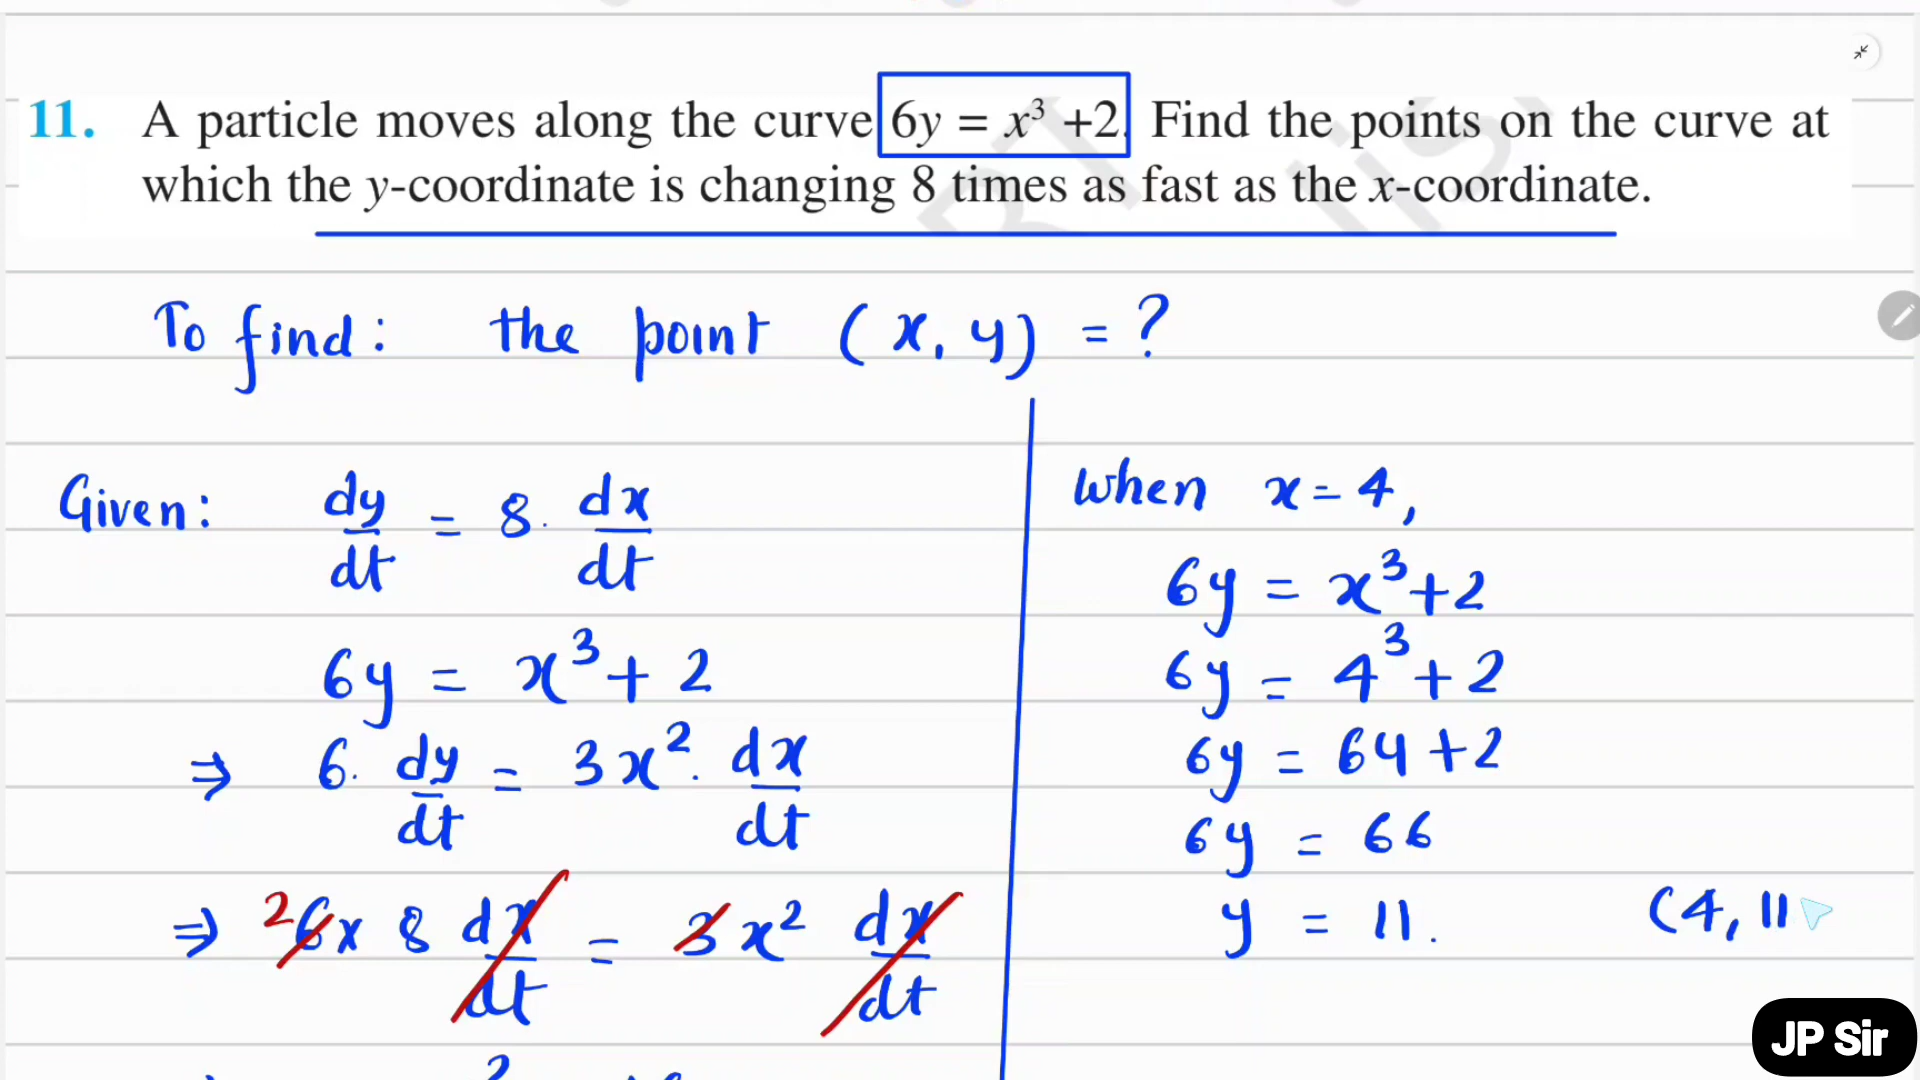 11. A particle moves along the curve 6y = x³ +2. Find the points on the curve at
which the y-coordinate is changing 8 times as fast as the x-coordinate.
To find: the point (x, y) = ?
Given: dy/dt = 8. dx/dt
6y = x³ + 2
⇒ 6. dy/dt = 3x². dx/dt
⇒ 2 6 x 8 dx/dt = 3x² dx/dt
When x = 4,
6y = x³+2
6y = 4³+2
6y = 64+2
6y = 66
y = 11. (4, 11
JP Sir